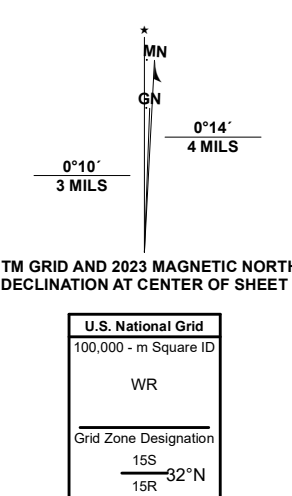 ★
MN
GN
0°14´
4 MILS
0°10´
3 MILS
TM GRID AND 2023 MAGNETIC NORTH
DECLINATION AT CENTER OF SHEET
U.S. National Grid
100,000 - m Square ID
WR
Grid Zone Designation
15S
32°N
15R